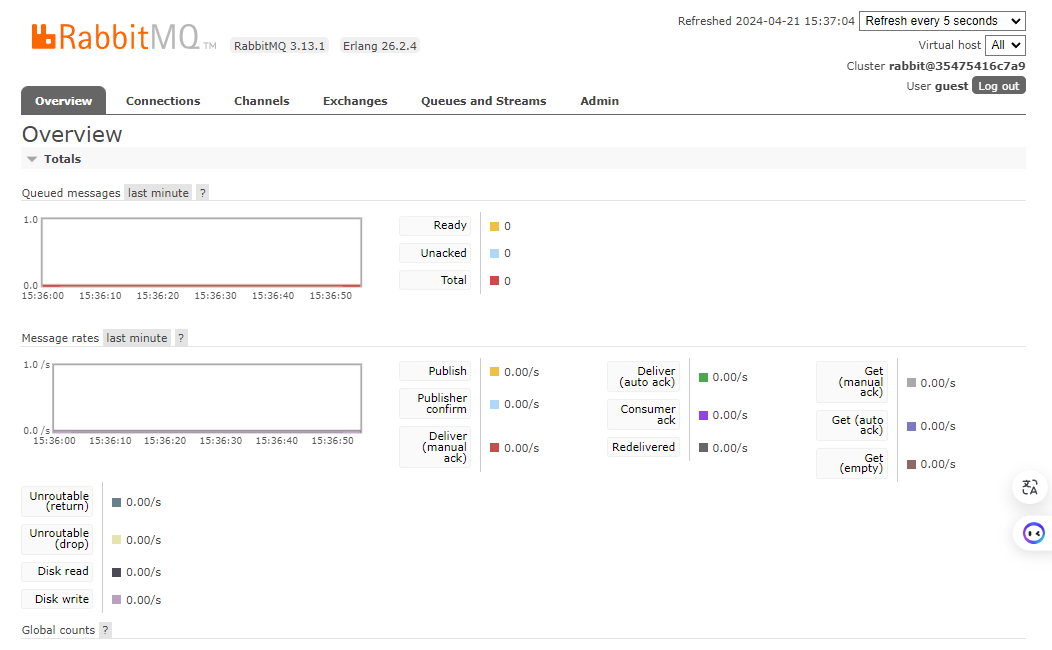 RabbitMQ TM RabbitMQ 3.13.1 Erlang 26.2.4
Refreshed 2024-04-21 15:37:04 Refresh every 5 seconds
Virtual host All
Cluster rabbit@35475416c7a9
User guest Log out
Overview Connections Channels Exchanges Queues and Streams Admin
Overview
Totals
Queued messages last minute ?
1.0
0.0
15:36:00 15:36:10 15:36:20 15:36:30 15:36:40 15:36:50
Ready 0
Unacked 0
Total 0
Message rates last minute ?
1.0 /s
0.0 /s
15:36:00 15:36:10 15:36:20 15:36:30 15:36:40 15:36:50
Publish 0.00/s
Publisher
confirm 0.00/s
Deliver
(manual
ack) 0.00/s
Deliver
(auto ack) 0.00/s
Consumer
ack 0.00/s
Redelivered 0.00/s
Get
(manual
ack) 0.00/s
Get (auto
ack) 0.00/s
Get
(empty) 0.00/s
Unroutable
(return) 0.00/s
Unroutable
(drop) 0.00/s
Disk read 0.00/s
Disk write 0.00/s
Global counts ?